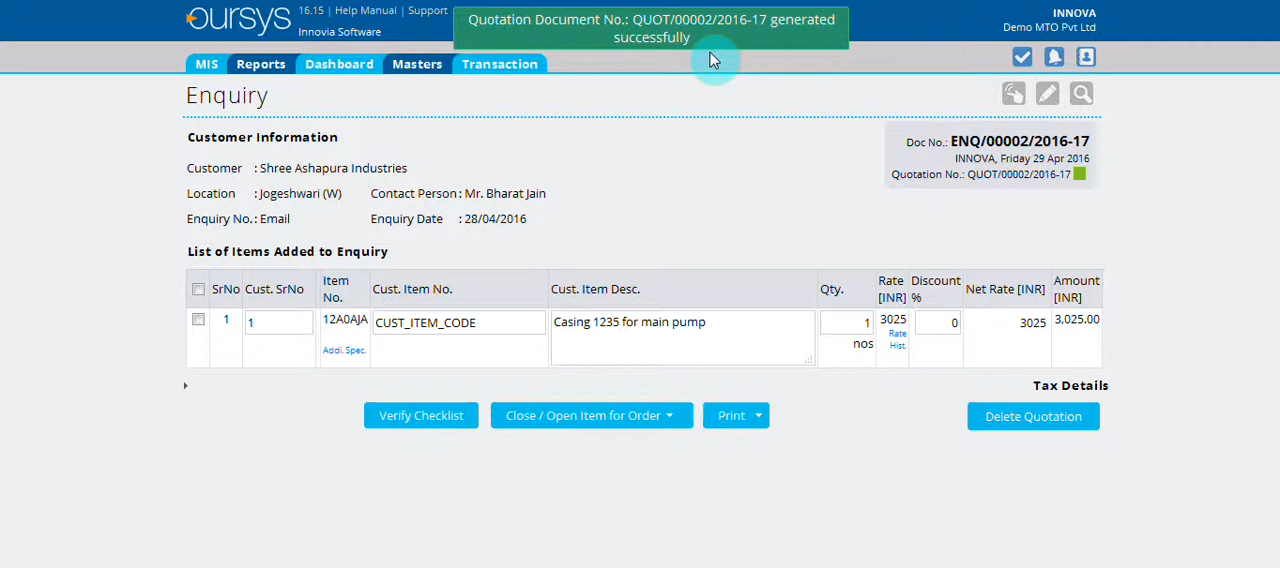 oursys
16.15 | Help Manual | Support
Innovia Software
Quotation Document No.: QUOT/00002/2016-17 generated
successfully
INNOVA
Demo MTO Pvt Ltd
MIS Reports Dashboard Masters Transaction
Enquiry
Customer Information
Doc No.: ENQ/00002/2016-17
INNOVA, Friday 29 Apr 2016
Quotation No.: QUOT/00002/2016-17
Customer : Shree Ashapura Industries
Location : Jogeshwari (W) Contact Person : Mr. Bharat Jain
Enquiry No. : Email Enquiry Date : 28/04/2016
List of Items Added to Enquiry
SrNo Cust. SrNo Item No. Cust. Item No. Cust. Item Desc. Qty. Rate [INR] Discount % Net Rate [INR] Amount [INR]
1 1 12A0AJA CUST_ITEM_CODE Casing 1235 for main pump 1 3025 0 3025 3,025.00
Addl. Spec. nos Rate Hist.
Tax Details
Verify Checklist Close / Open Item for Order Print Delete Quotation